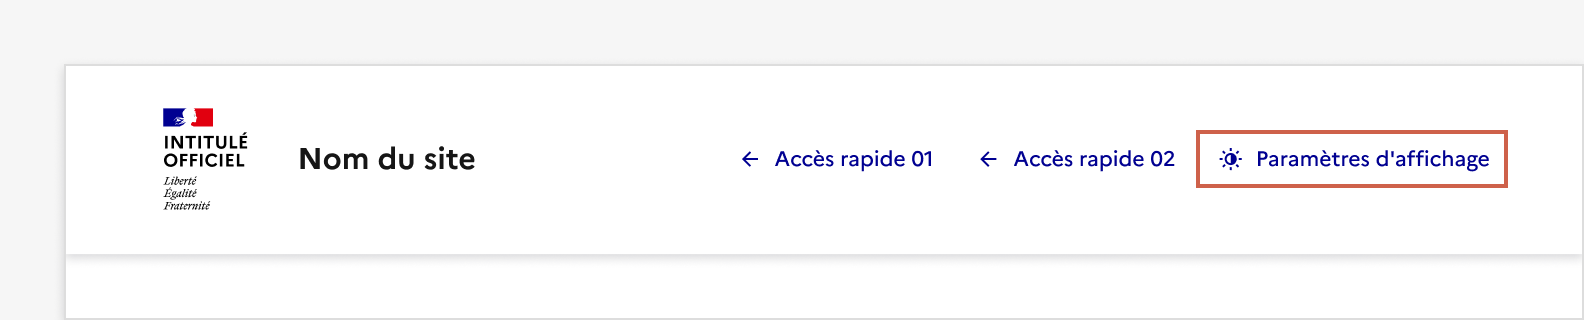 INTITULÉ
OFFICIEL
Liberté
Égalité
Fraternité
Nom du site
Accès rapide 01
Accès rapide 02
Paramètres d'affichage